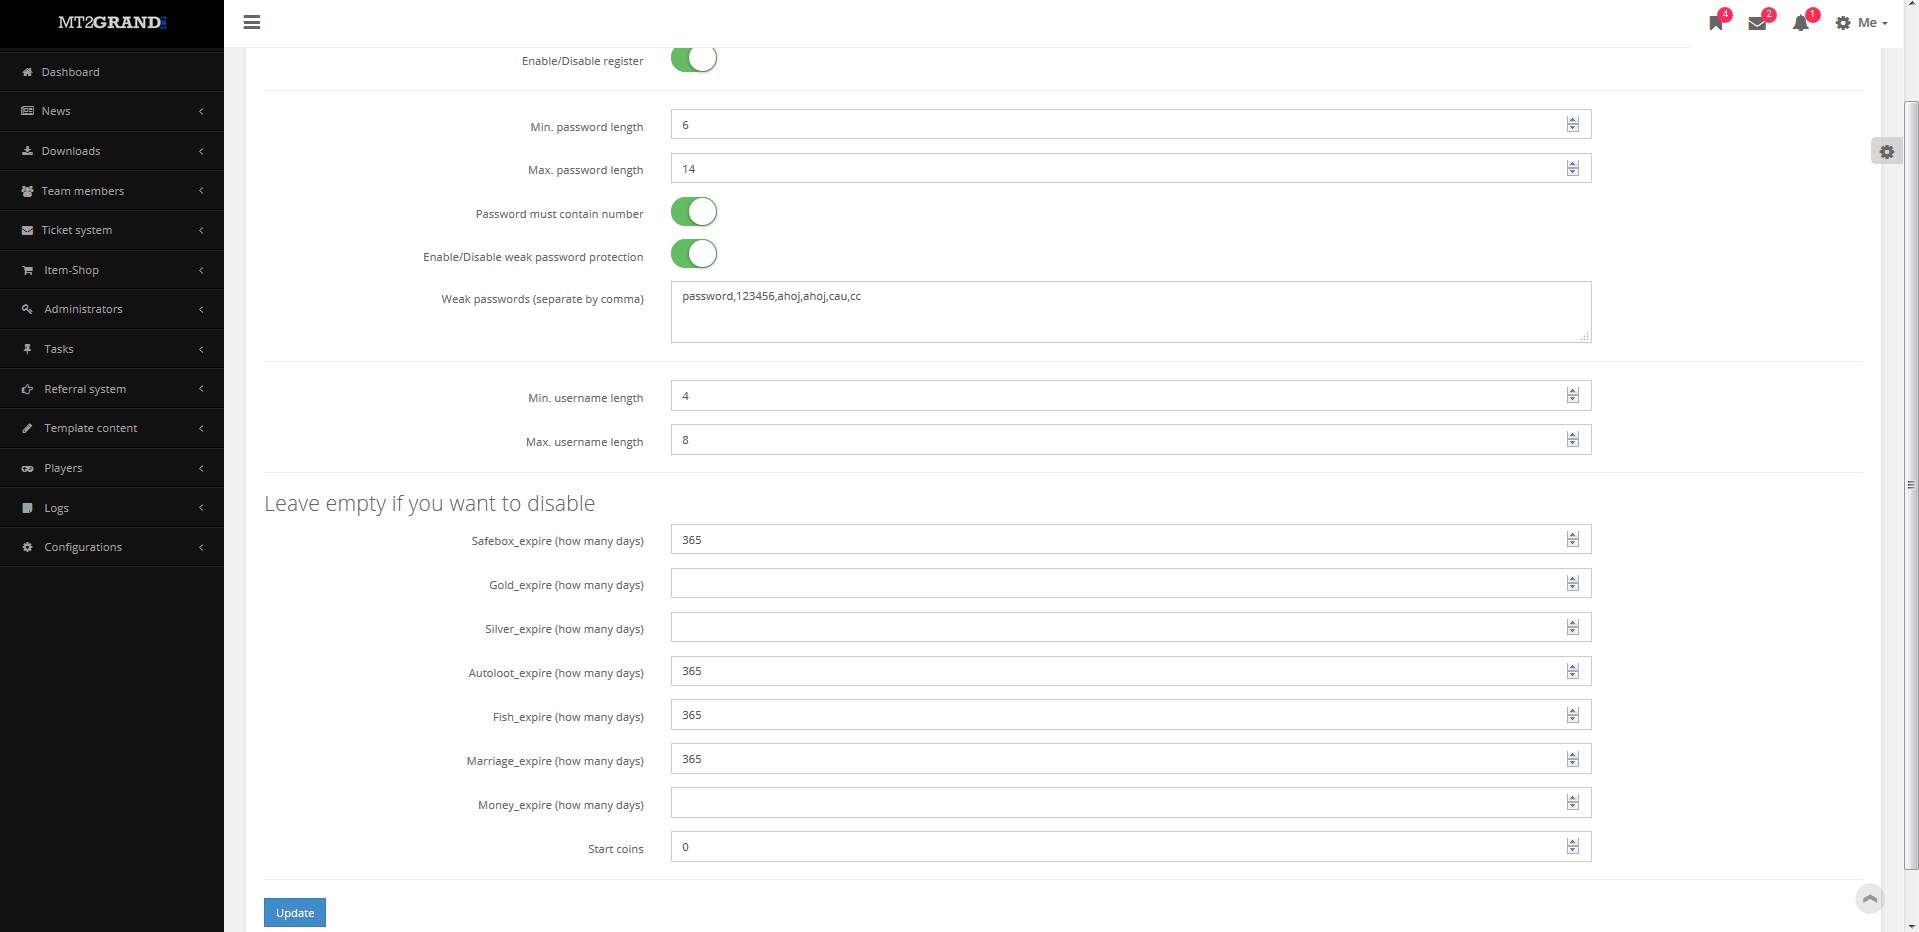 MT2GRAND
4
2
1
Me
Dashboard
News
Downloads
Team members
Ticket system
Item-Shop
Administrators
Tasks
Referral system
Template content
Players
Logs
Configurations
Enable/Disable register
Min. password length
6
Max. password length
14
Password must contain number
Enable/Disable weak password protection
Weak passwords (separate by comma)
password,123456,ahoj,ahoj,cau,cc
Min. username length
4
Max. username length
8
Leave empty if you want to disable
Safebox_expire (how many days)
365
Gold_expire (how many days)
Silver_expire (how many days)
Autoloot_expire (how many days)
365
Fish_expire (how many days)
365
Marriage_expire (how many days)
365
Money_expire (how many days)
Start coins
0
Update